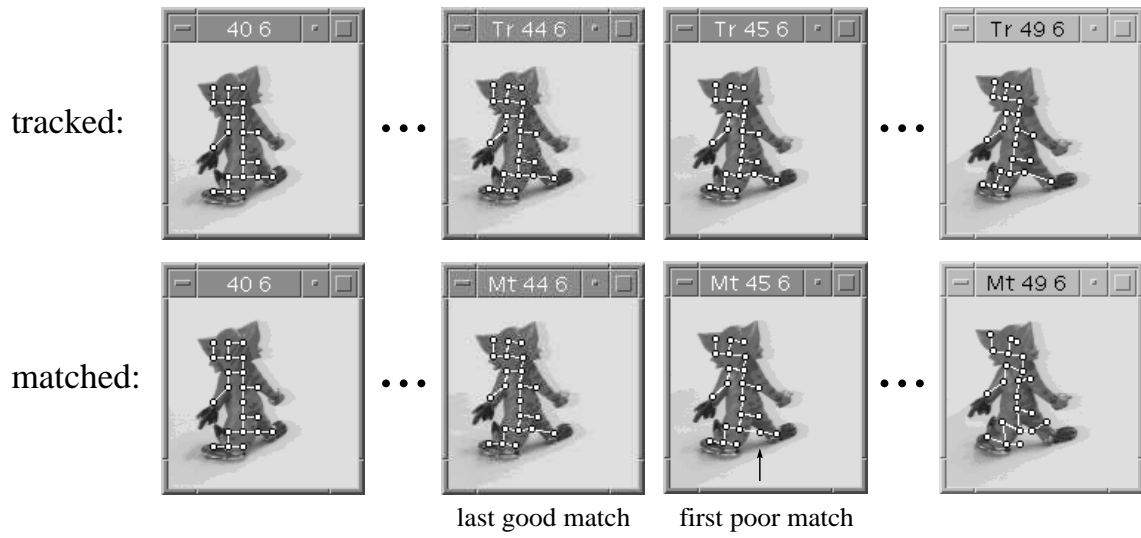 40 6
Tr 44 6
Tr 45 6
Tr 49 6
tracked:
40 6
Mt 44 6
Mt 45 6
Mt 49 6
matched:
last good match
first poor match